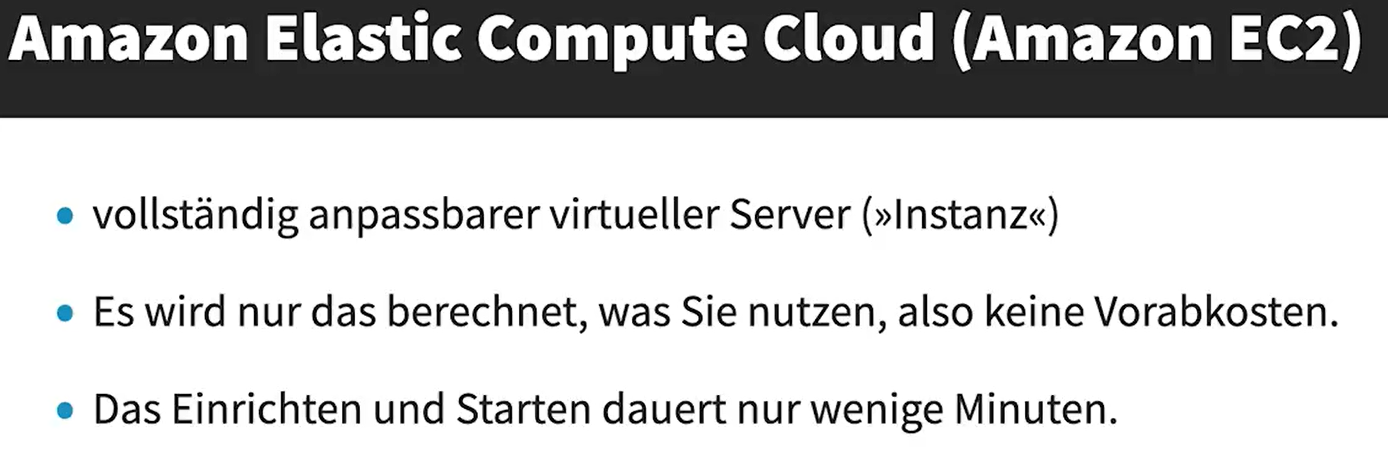 Amazon Elastic Compute Cloud (Amazon EC2)
• vollständig anpassbarer virtueller Server (»Instanz«)
• Es wird nur das berechnet, was Sie nutzen, also keine Vorabkosten.
• Das Einrichten und Starten dauert nur wenige Minuten.